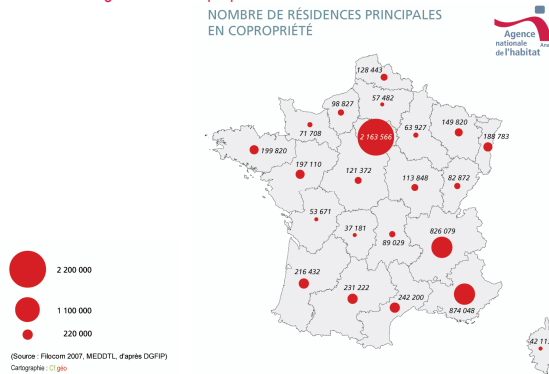 NOMBRE DE RÉSIDENCES PRINCIPALES
EN COPROPRIÉTÉ
Agence
nationale
de l'habitat
128 443
57 482
98 827
71 708
2 163 566
63 927
149 820
188 783
199 820
197 110
121 372
113 848
82 872
53 671
37 181
89 029
826 079
216 432
231 222
242 200
874 048
2 200 000
1 100 000
220 000
(Source : Filocom 2007, MEDDTL, d'après DGFIP)
Cartographie : Cf géo